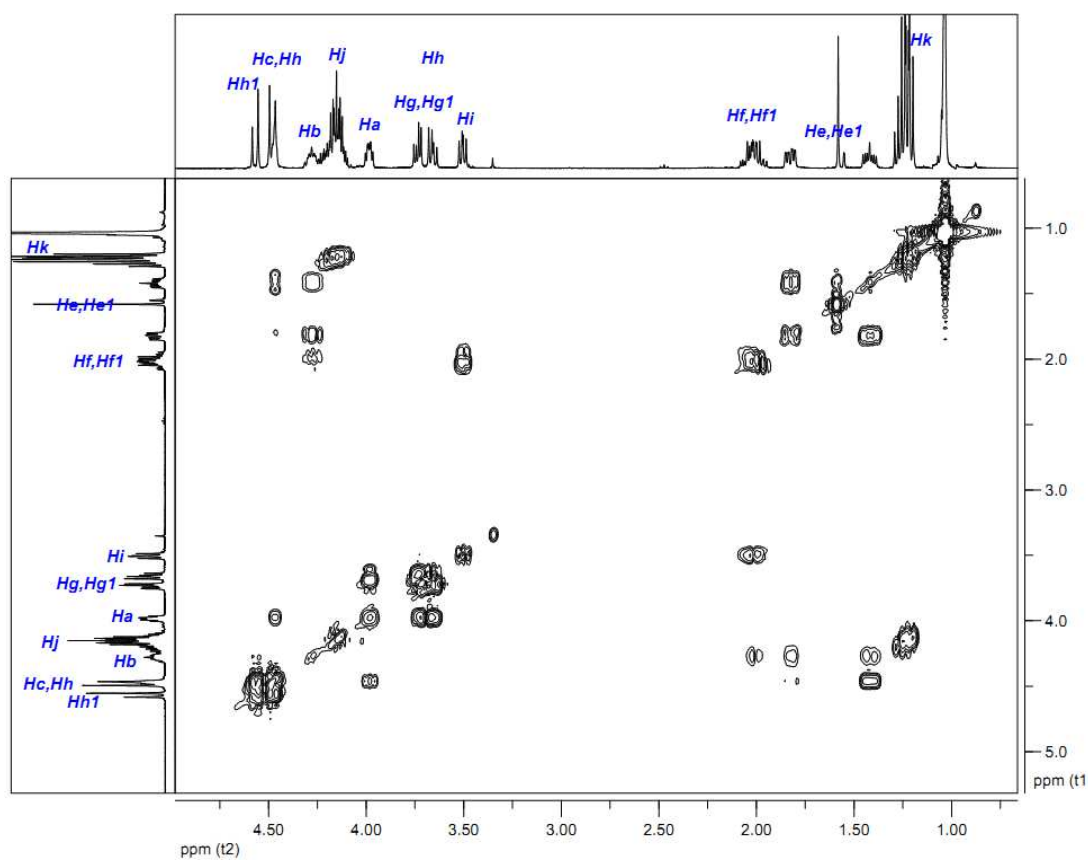 Hk
Hc,Hh
Hj
Hh
Hh1
Hg,Hg1
Hf,Hf1
Hb
Ha
Hi
He,He1
Hk
He,He1
Hf,Hf1
Hi
Hg,Hg1
Ha
Hj
Hb
Hc,Hh
Hh1
1.0
2.0
3.0
4.0
5.0
ppm (t1
4.50
4.00
3.50
3.00
2.50
2.00
1.50
1.00
ppm (t2)